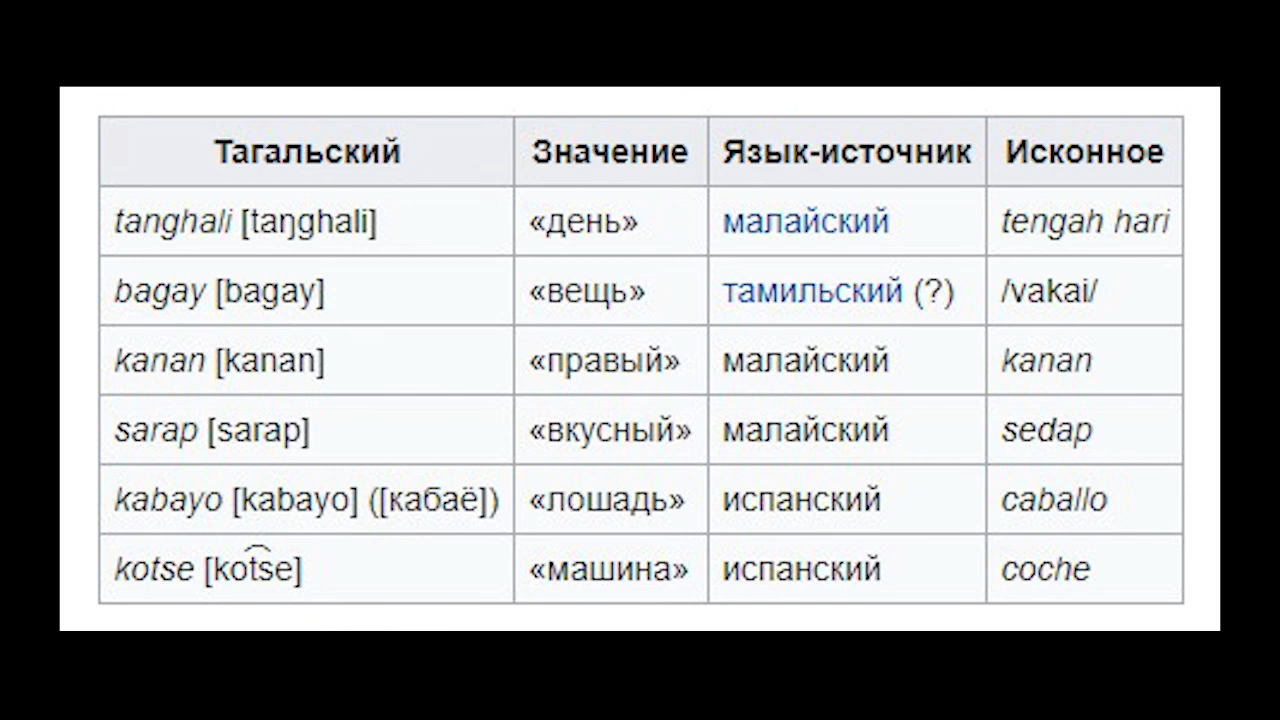 Тагальский Значение Язык-источник Исконное
tanghali [taŋghali] «день» малайский tengah hari
bagay [bagay] «вещь» тамильский (?) /vakai/
kanan [kanan] «правый» малайский kanan
sarap [sarap] «вкусный» малайский sedap
kabayo [kabayo] ([кабаё]) «лошадь» испанский caballo
kotse [kot͡se] «машина» испанский coche